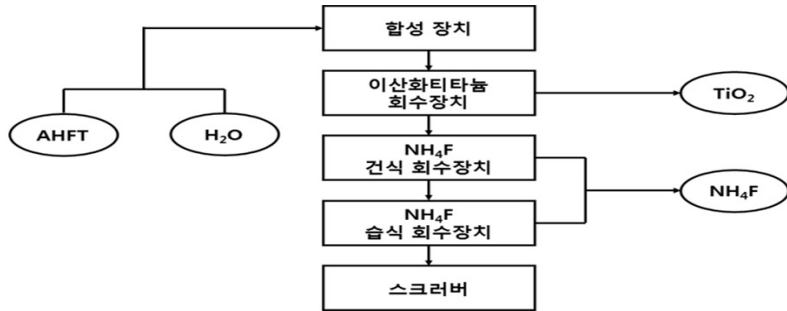 합성 장치
이산화티타늄
회수장치
TiO₂
AHFT
H₂O
NH₄F
건식 회수장치
NH₄F
NH₄F
습식 회수장치
스크러버